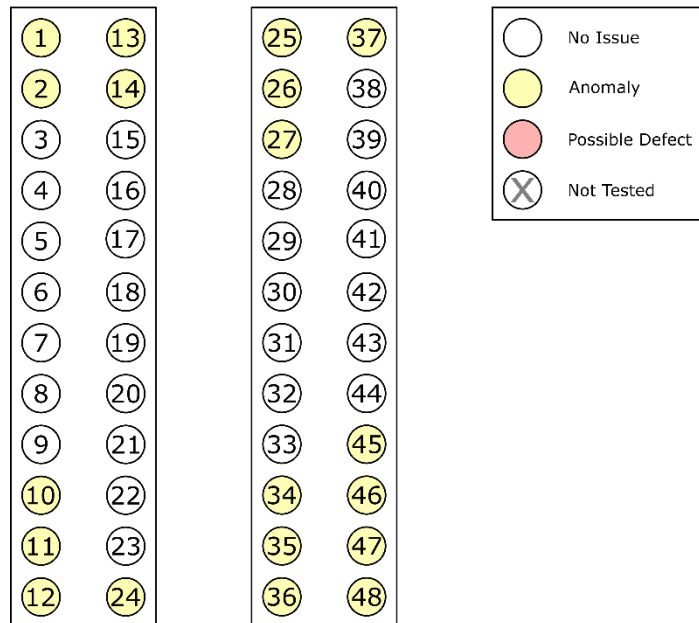 1 13 25 37 No Issue
2 14 26 38 Anomaly
3 15 27 39 Possible Defect
4 16 28 40 X Not Tested
5 17 29 41
6 18 30 42
7 19 31 43
8 20 32 44
9 21 33 45
10 22 34 46
11 23 35 47
12 24 36 48